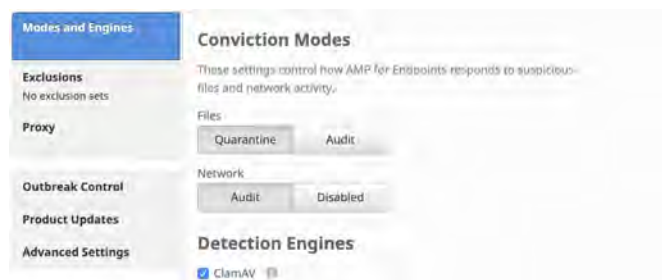 Modes and Engines
Exclusions
No exclusion sets
Proxy
Outbreak Control
Product Updates
Advanced Settings
Conviction Modes
These settings control how AMP for Endpoints responds to suspicious
files and network activity.
Files
Quarantine Audit
Network
Audit Disabled
Detection Engines
ClamAV